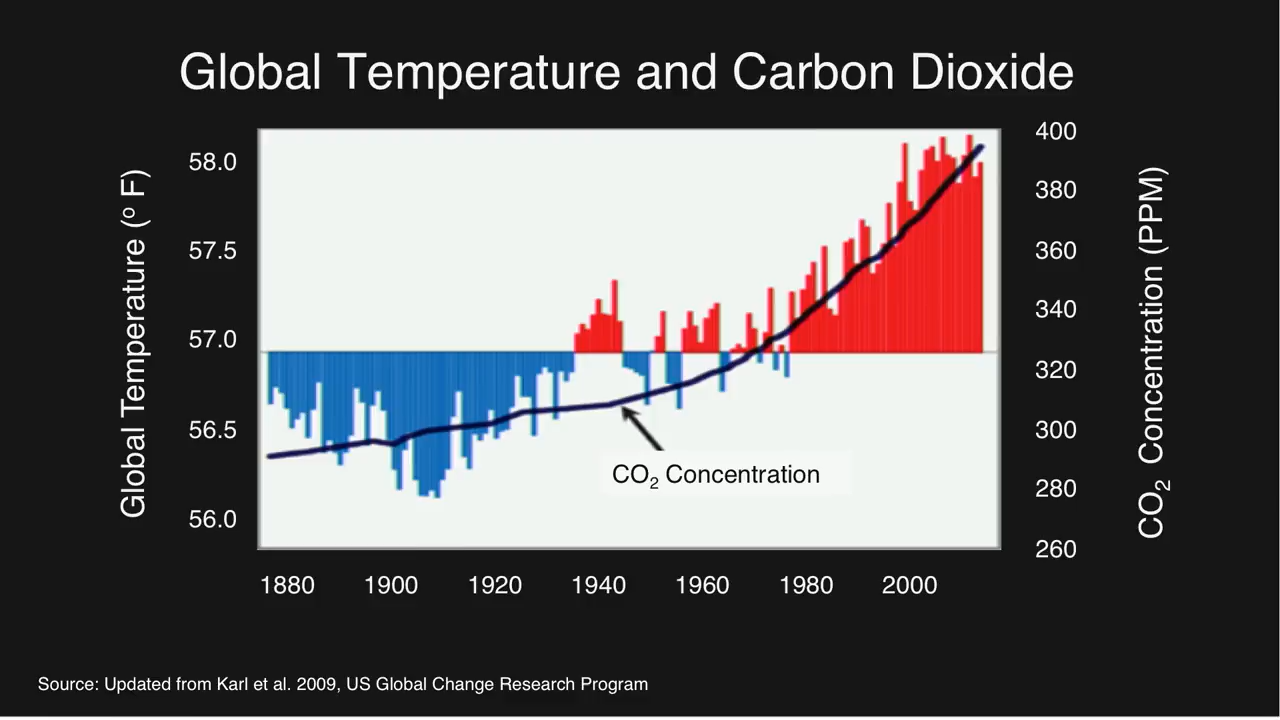 Global Temperature and Carbon Dioxide
Global Temperature (º F)
58.0
57.5
57.0
56.5
56.0
CO₂ Concentration
400
380
360
340
320
300
280
260
CO₂ Concentration (PPM)
1880 1900 1920 1940 1960 1980 2000
Source: Updated from Karl et al. 2009, US Global Change Research Program